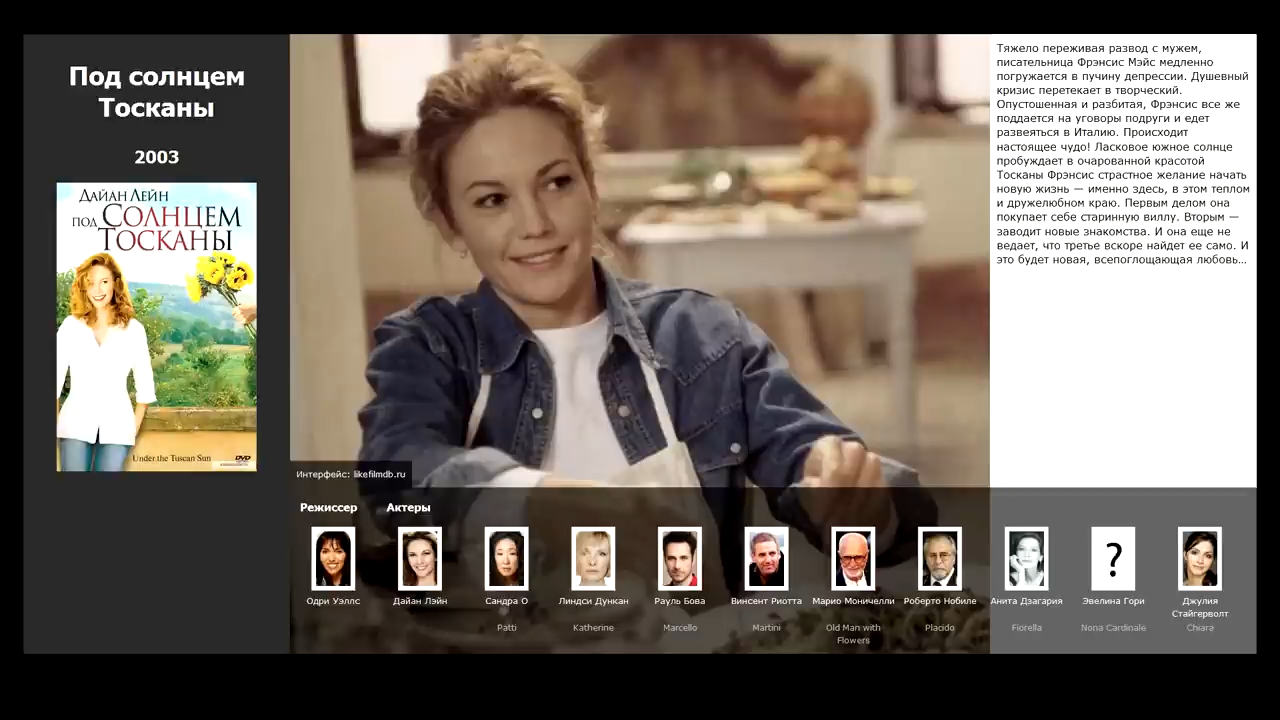 Под солнцем
Тосканы
2003
ДАЙАН ЛЕЙН
ПОД СОЛНЦЕМ
ТОСКАНЫ
Under the Tuscan Sun
DVD
Тяжело переживая развод с мужем,
писательница Фрэнсис Мэйс медленно
погружается в пучину депрессии. Душевный
кризис перетекает в творческий.
Опустошенная и разбитая, Фрэнсис все же
поддается на уговоры подруги и едет
развеяться в Италию. Происходит
настоящее чудо! Ласковое южное солнце
пробуждает в очарованной красотой
Тосканы Фрэнсис страстное желание начать
новую жизнь — именно здесь, в этом теплом
и дружелюбном краю. Первым делом она
покупает себе старинную виллу. Вторым —
заводит новые знакомства. И она еще не
ведает, что третье вскоре найдет ее само. И
это будет новая, всепоглощающая любовь...
Интерфейс: likefilmdb.ru
Режиссер Актеры
?
Одри Уэллс Дайан Лэйн Сандра О Линдси Дункан Рауль Бова Винсент Риотта Марио Моничелли Роберто Нобиле Анита Дзагария Эвелина Гори Джулия
Стайгерволт
Patti Katherine Marcello Martini Old Man with Placido Fiorella Nona Cardinale Chiara
Flowers